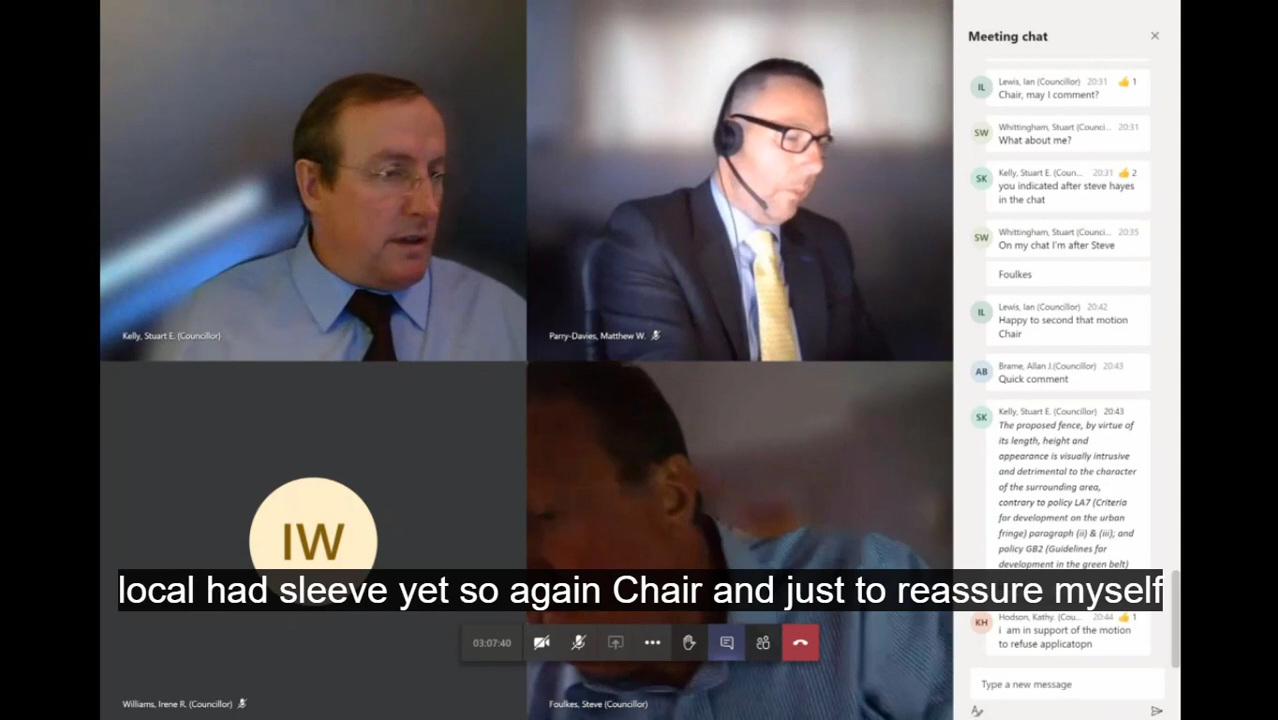 Kelly, Stuart E. (Councillor)
Parry-Davies, Matthew W.
IW
Williams, Irene R. (Councillor)
Foulkes, Steve (Councillor)
local had sleeve yet so again Chair and just to reassure myself
03:07:40
Meeting chat
IL
Lewis, Ian (Councillor) 20:31 👍 1
Chair, may I comment?
SW
Whittingham, Stuart (Counci... 20:31
What about me?
SK
Kelly, Stuart E. (Coun... 20:31 👍 2
you indicated after steve hayes
in the chat
SW
Whittingham, Stuart (Counci... 20:35
On my chat I'm after Steve
Foulkes
IL
Lewis, Ian (Councillor) 20:42
Happy to second that motion
Chair
AB
Brame, Allan J.(Councillor) 20:43
Quick comment
SK
Kelly, Stuart E. (Councillor) 20:43
The proposed fence, by virtue of
its length, height and
appearance is visually intrusive
and detrimental to the character
of the surrounding area,
contrary to policy LA7 (Criteria
for development on the urban
fringe) paragraph (ii) & (iii); and
policy GB2 (Guidelines for
development in the green belt)
KH
Hodson, Kathy. (Cou... 20:44 👍 1
i am in support of the motion
to refuse applicatopn
Type a new message